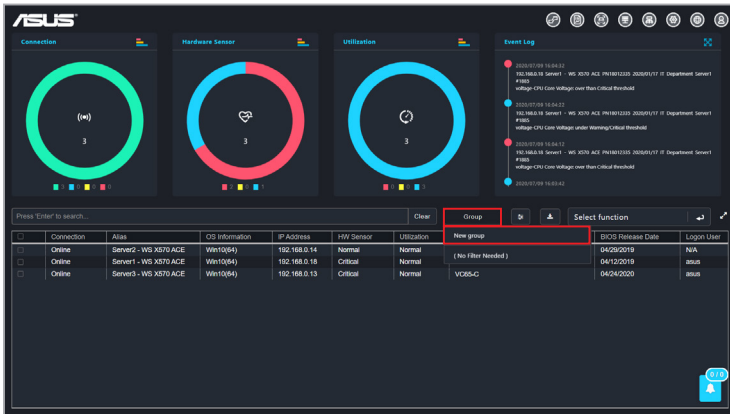 ASUS
Connection
Hardware Sensor
Utilization
Event Log
3
3
3
3 0 0 0
2 0 1
0 0 3
2020/07/09 16:04:32
192.168.0.18 Server1 - WS X570 ACE PN18012335 2020/01/17 IT Department Server1
#1885
voltage-CPU Core Voltage: over than Critical threshold
2020/07/08 16:04:22
192.168.0.18 Server1 - WS X570 ACE PN18012335 2020/01/17 IT Department Server1
#1885
voltage-CPU Core Voltage: under Warning/Critical threshold
2020/07/09 16:04:12
192.168.0.18 Server1 - WS X570 ACE PN18012335 2020/01/17 IT Department Server1
#1885
voltage-CPU Core Voltage: over than Critical threshold
2020/07/09 16:03:42
Press 'Enter' to search...
Clear
Group
Select function
New group
( No Filter Needed )
Connection Alias OS Information IP Address HW Sensor Utilization BIOS Release Date Logon User
Online Server2 - WS X570 ACE Win10(64) 192.168.0.14 Normal Normal 04/29/2019 N/A
Online Server1 - WS X570 ACE Win10(64) 192.168.0.18 Critical Normal 04/12/2019 asus
Online Server3 - WS X570 ACE Win10(64) 192.168.0.13 Critical Normal VC65-C 04/24/2020 asus
0/0